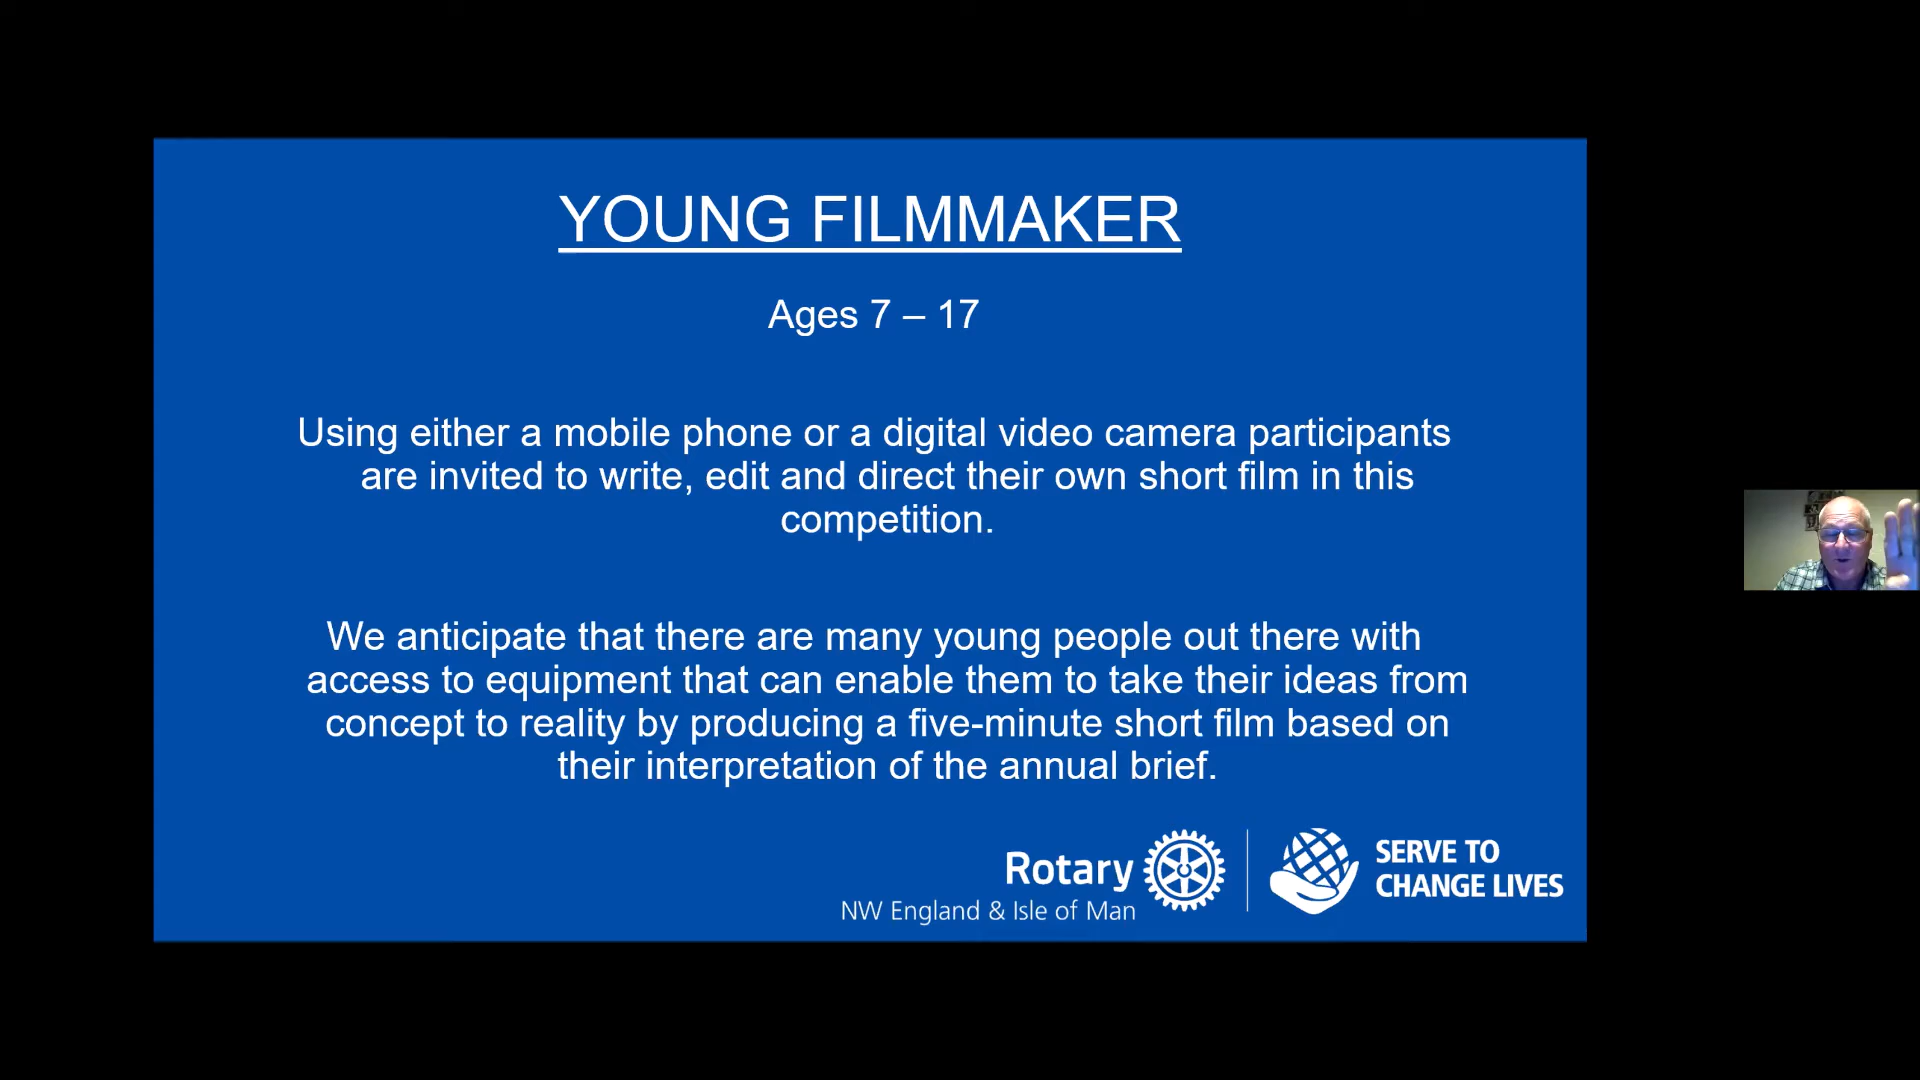 YOUNG FILMMAKER
Ages 7 – 17
Using either a mobile phone or a digital video camera participants
are invited to write, edit and direct their own short film in this
competition.
We anticipate that there are many young people out there with
access to equipment that can enable them to take their ideas from
concept to reality by producing a five-minute short film based on
their interpretation of the annual brief.
Rotary
NW England & Isle of Man
SERVE TO
CHANGE LIVES